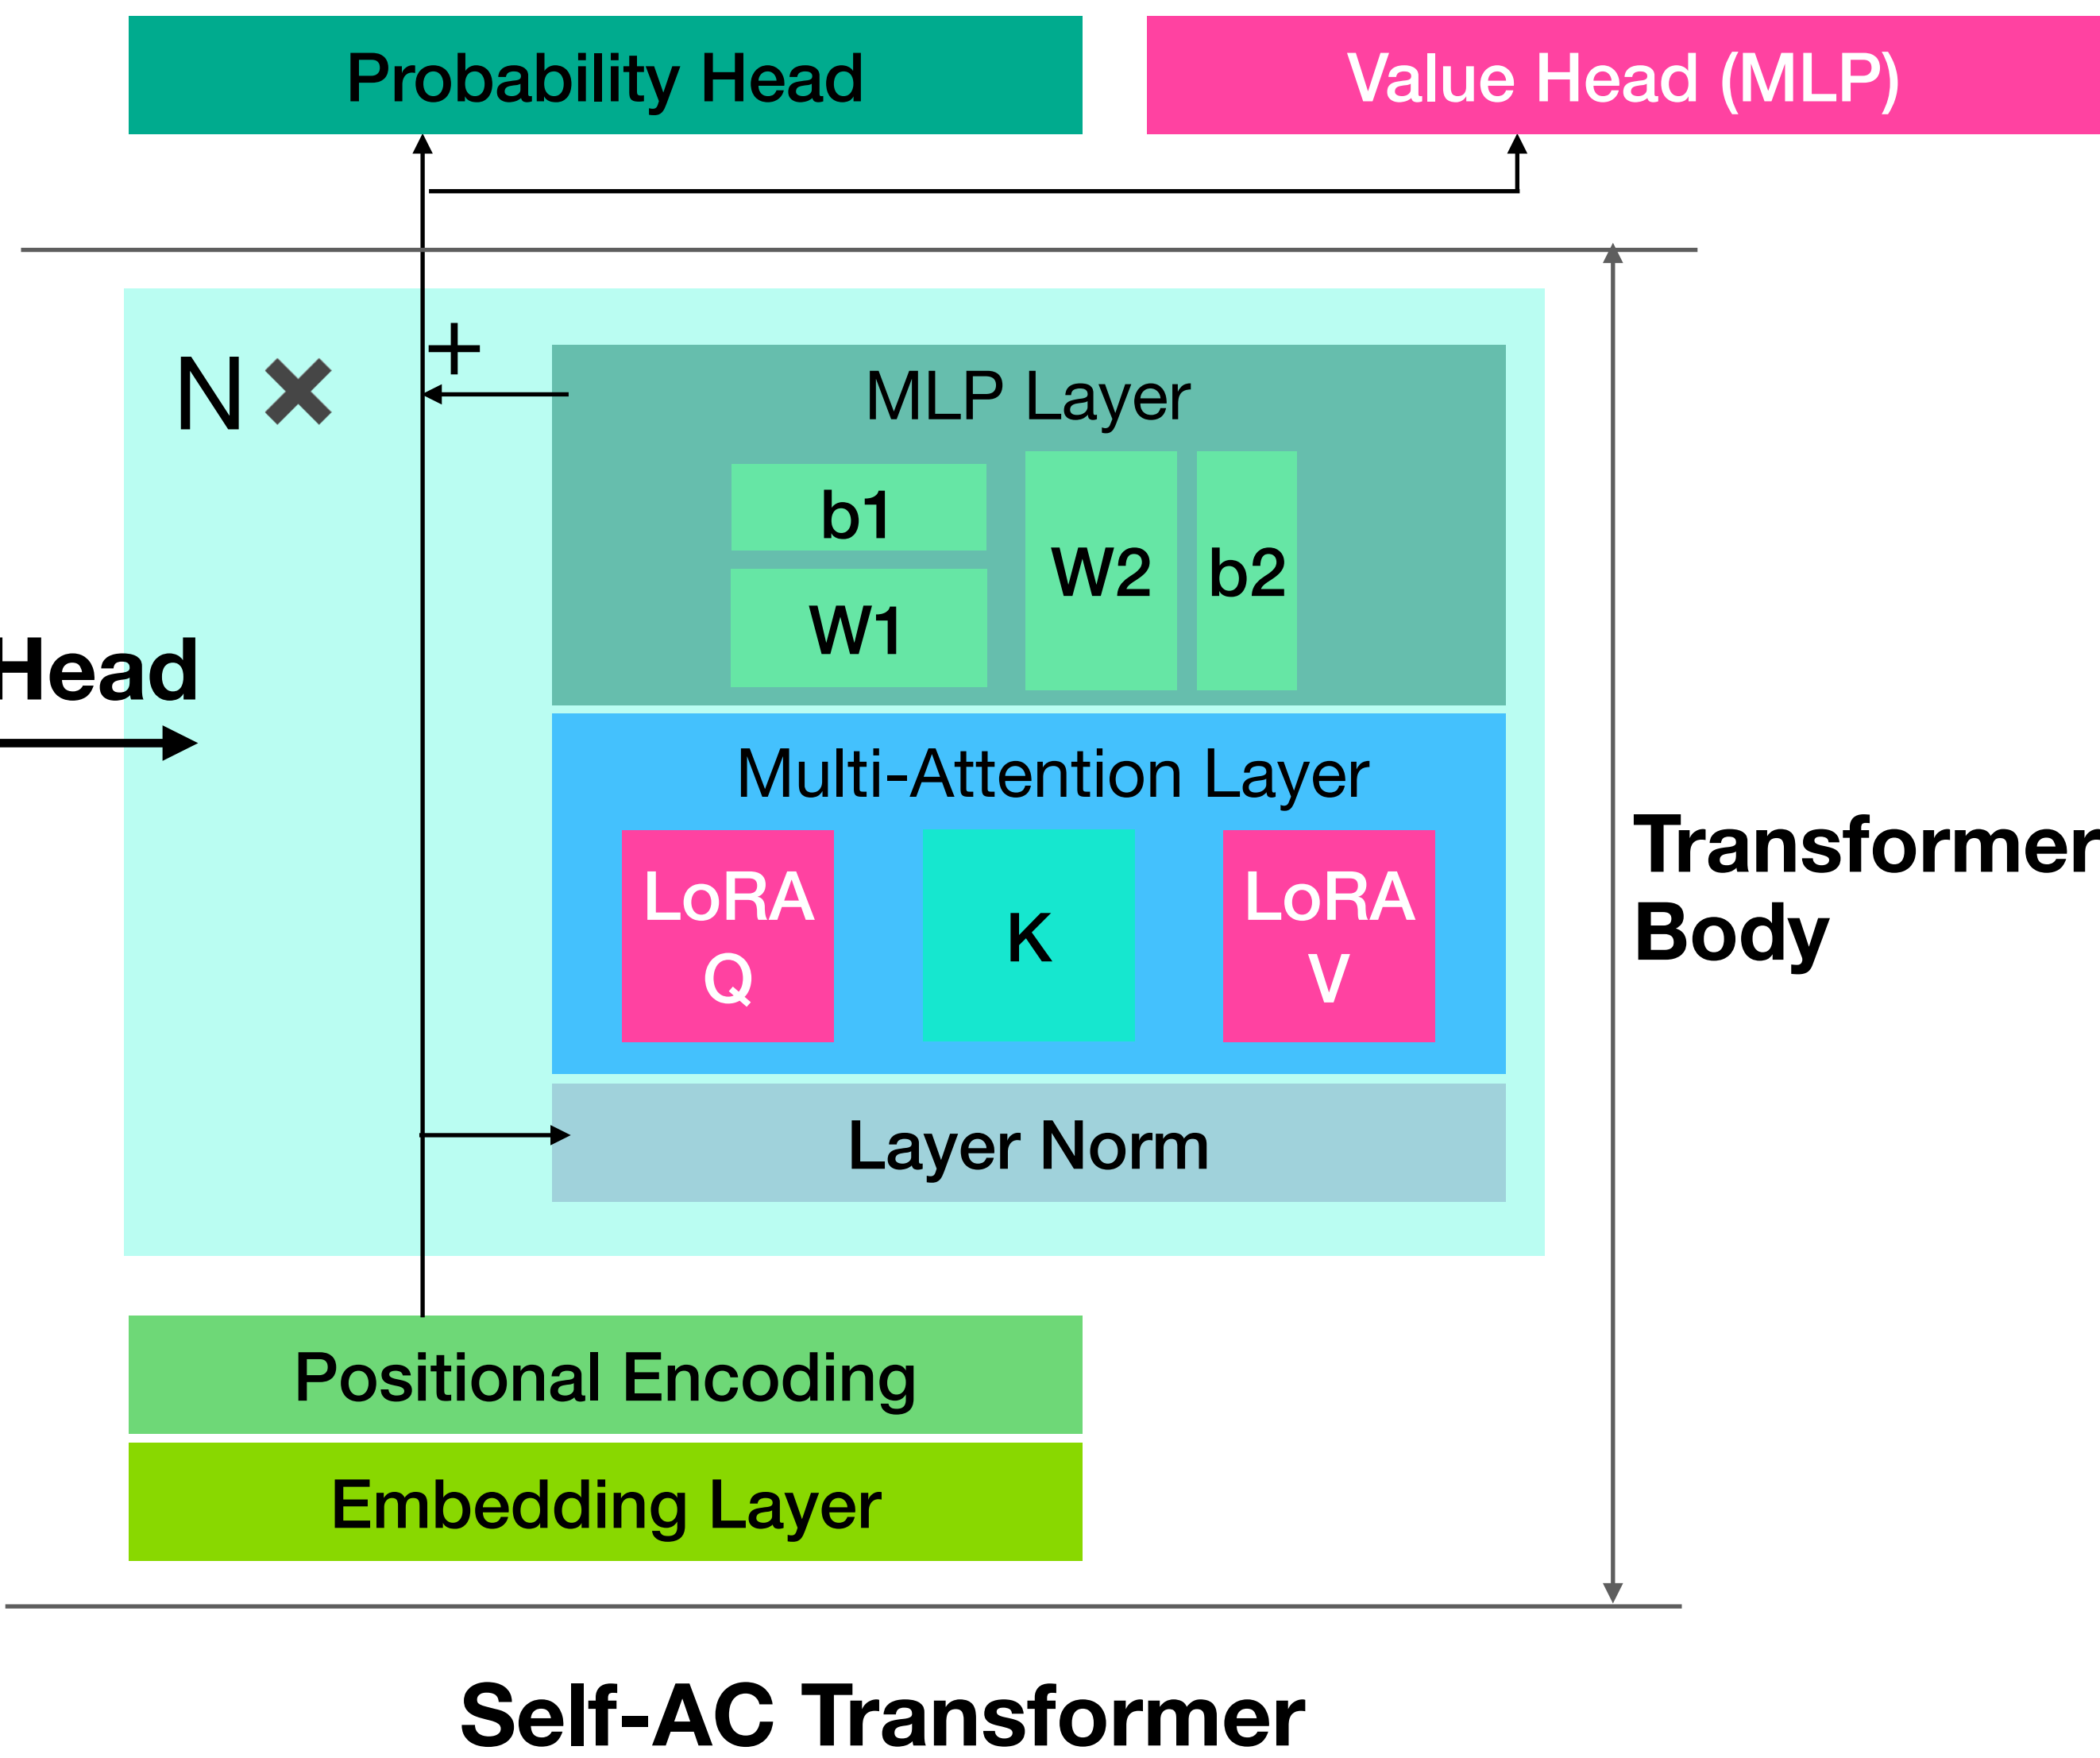 Probability Head
Value Head (MLP)
N ✖
+
MLP Layer
b1
W1
W2
b2
Head
Multi-Attention Layer
LoRA
Q
K
LoRA
V
Transformer
Body
Layer Norm
Positional Encoding
Embedding Layer
Self-AC Transformer